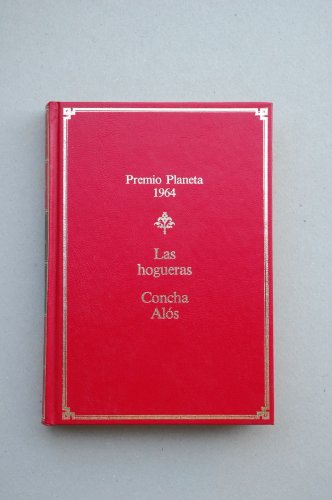 Premio Planeta
1964
Las
hogueras
Concha
Alós